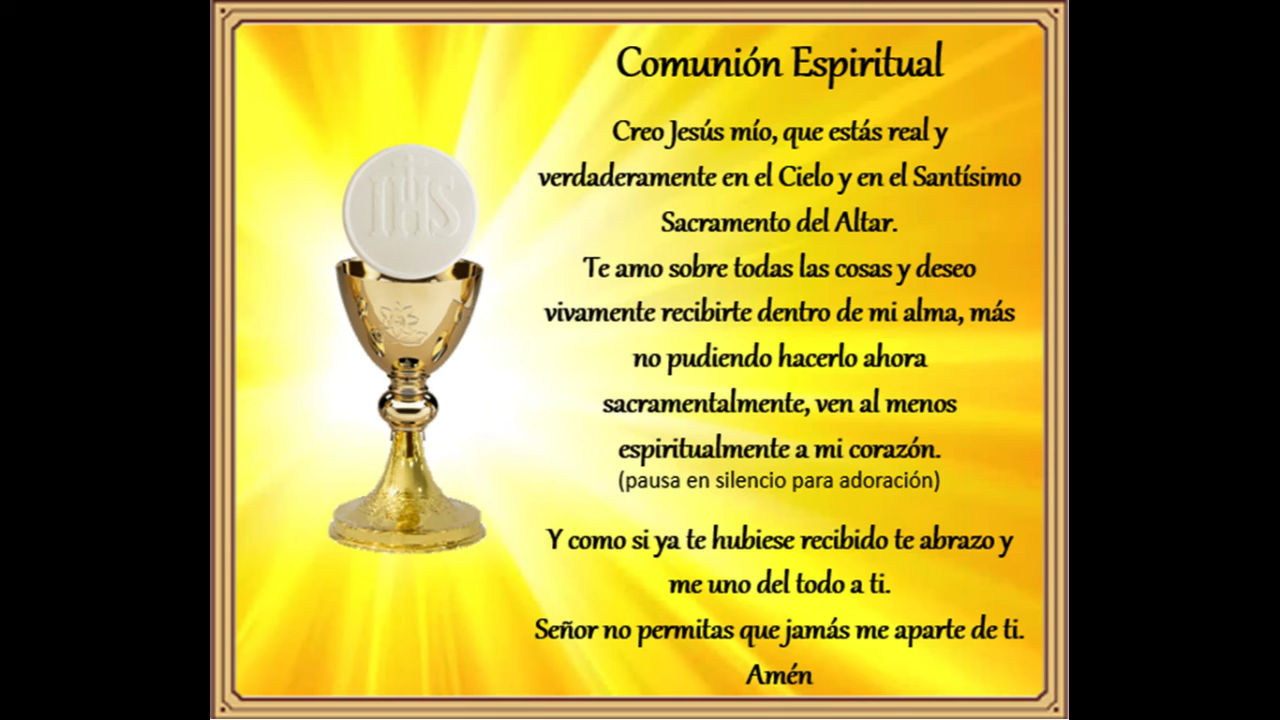 Comunión Espiritual
Creo Jesús mío, que estás real y
verdaderamente en el Cielo y en el Santísimo
Sacramento del Altar.
Te amo sobre todas las cosas y deseo
vivamente recibirte dentro de mi alma, más
no pudiendo hacerlo ahora
sacramentalmente, ven al menos
espiritualmente a mi corazón.
(pausa en silencio para adoración)
Y como si ya te hubiese recibido te abrazo y
me uno del todo a ti.
Señor no permitas que jamás me aparte de ti.
Amén
IHS